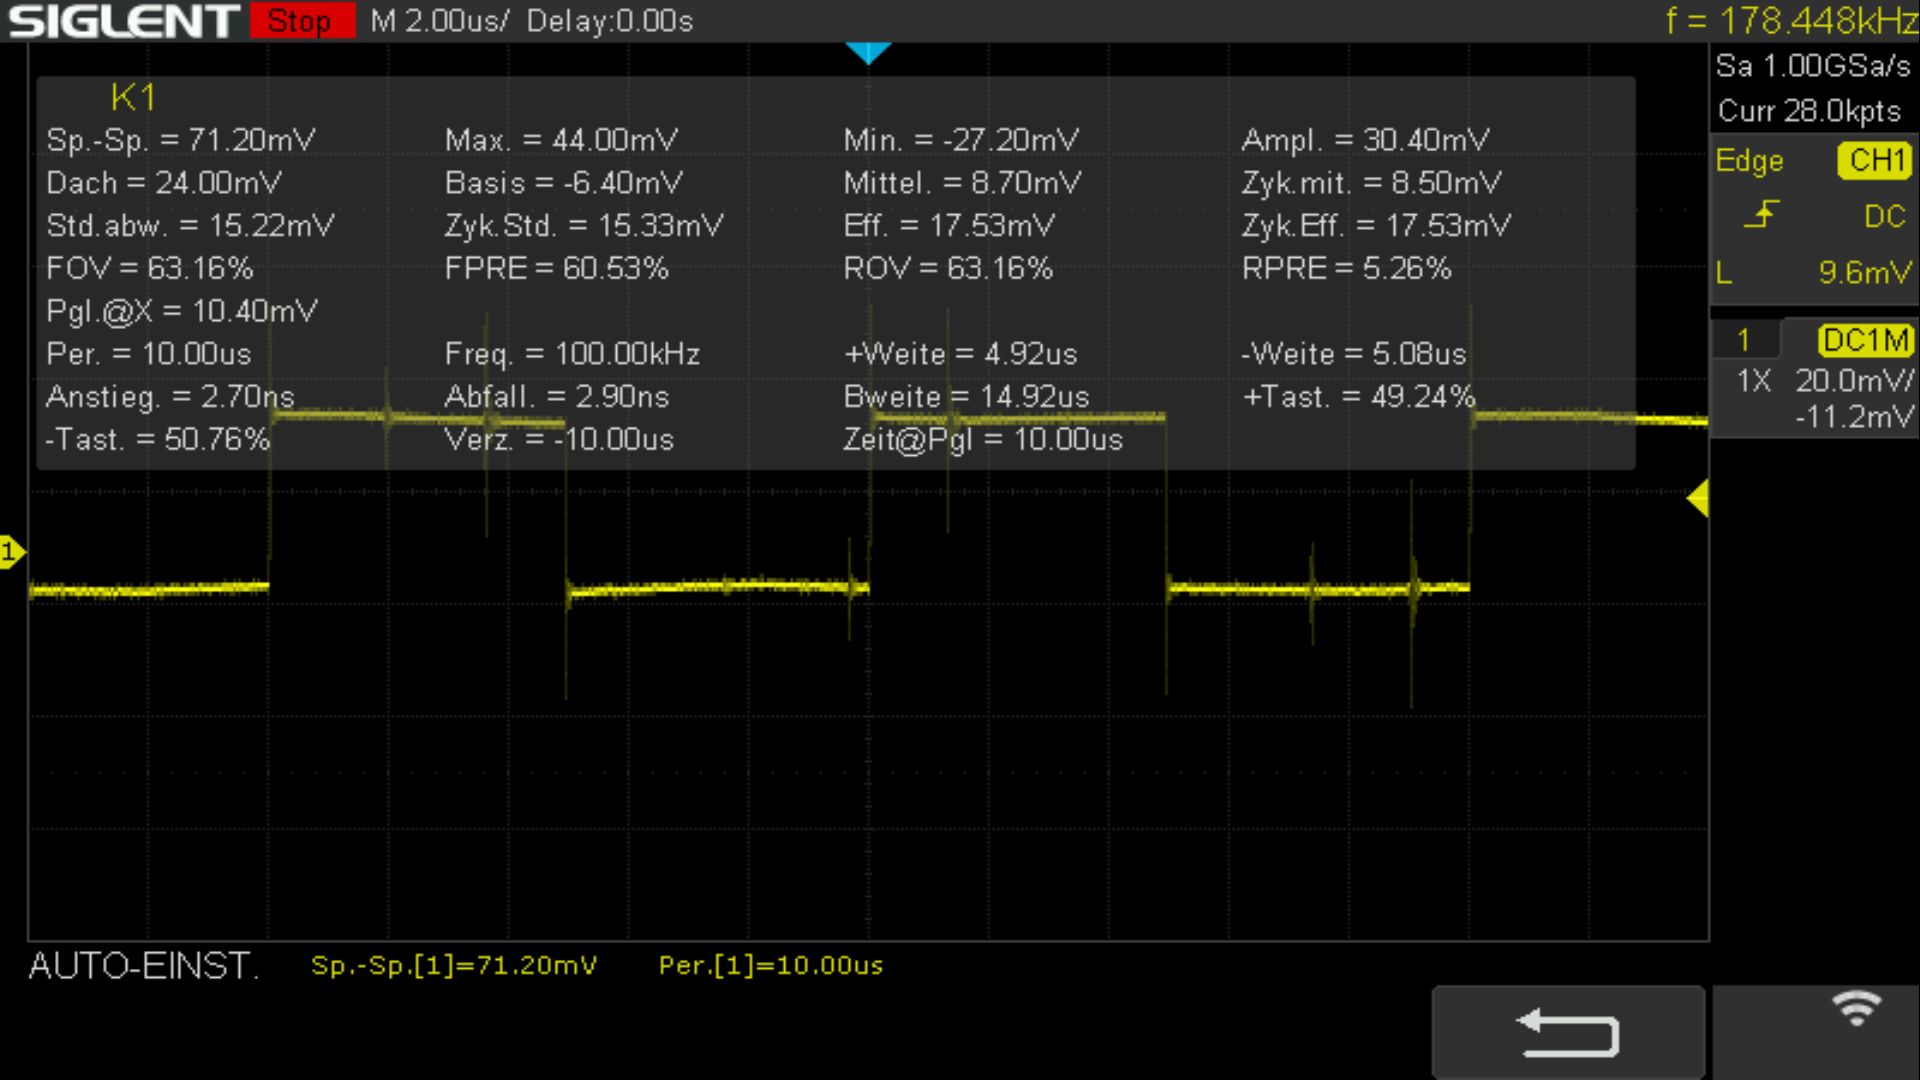 SIGLENT Stop M 2.00us/ Delay:0.00s f = 178.448kHz
Sa 1.00GSa/s
Curr 28.0kpts
Edge CH1
DC
L 9.6mV
1 DC1M
1X 20.0mV/
-11.2mV
K1
Sp.-Sp. = 71.20mV Max. = 44.00mV Min. = -27.20mV Ampl. = 30.40mV
Dach = 24.00mV Basis = -6.40mV Mittel. = 8.70mV Zyk.mit. = 8.50mV
Std.abw. = 15.22mV Zyk.Std. = 15.33mV Eff. = 17.53mV Zyk.Eff. = 17.53mV
FOV = 63.16% FPRE = 60.53% ROV = 63.16% RPRE = 5.26%
Pgl.@X = 10.40mV
Per. = 10.00us Freq. = 100.00kHz +Weite = 4.92us -Weite = 5.08us
Anstieg. = 2.70ns Abfall. = 2.90ns Bweite = 14.92us +Tast. = 49.24%
-Tast. = 50.76% Verz. = -10.00us Zeit@Pgl = 10.00us
1
AUTO-EINST. Sp.-Sp.[1]=71.20mV Per.[1]=10.00us